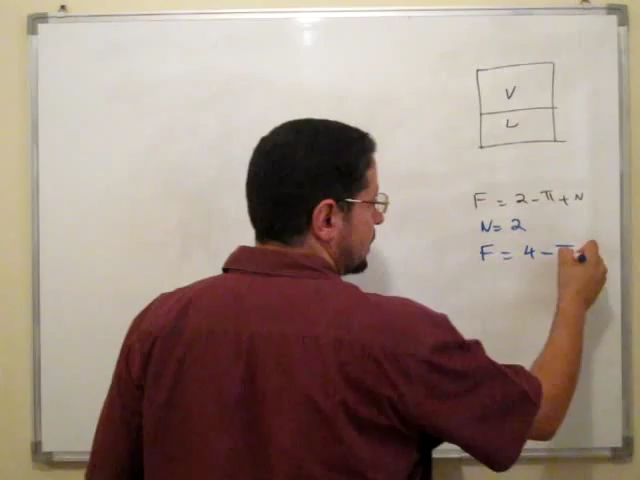 V
L
F = 2 - π + N
N = 2
F = 4 - π